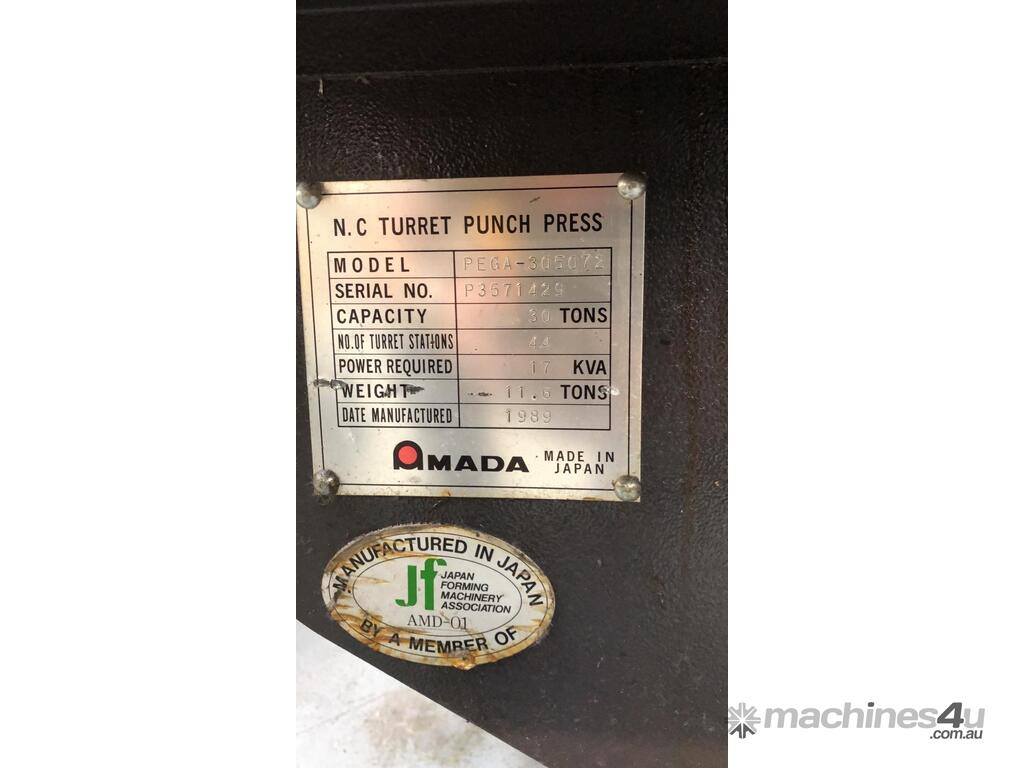 N.C TURRET PUNCH PRESS
MODEL PEGA-305072
SERIAL NO. P3571429
CAPACITY 30 TONS
NO.OF TURRET STATIONS 44
POWER REQUIRED 17 KVA
WEIGHT 11.6 TONS
DATE MANUFACTURED 1989
AMADA MADE IN JAPAN
MANUFACTURED IN JAPAN
Jf JAPAN
FORMING
MACHINERY
ASSOCIATION
AMD-01
BY A MEMBER OF
machines4u
.com.au